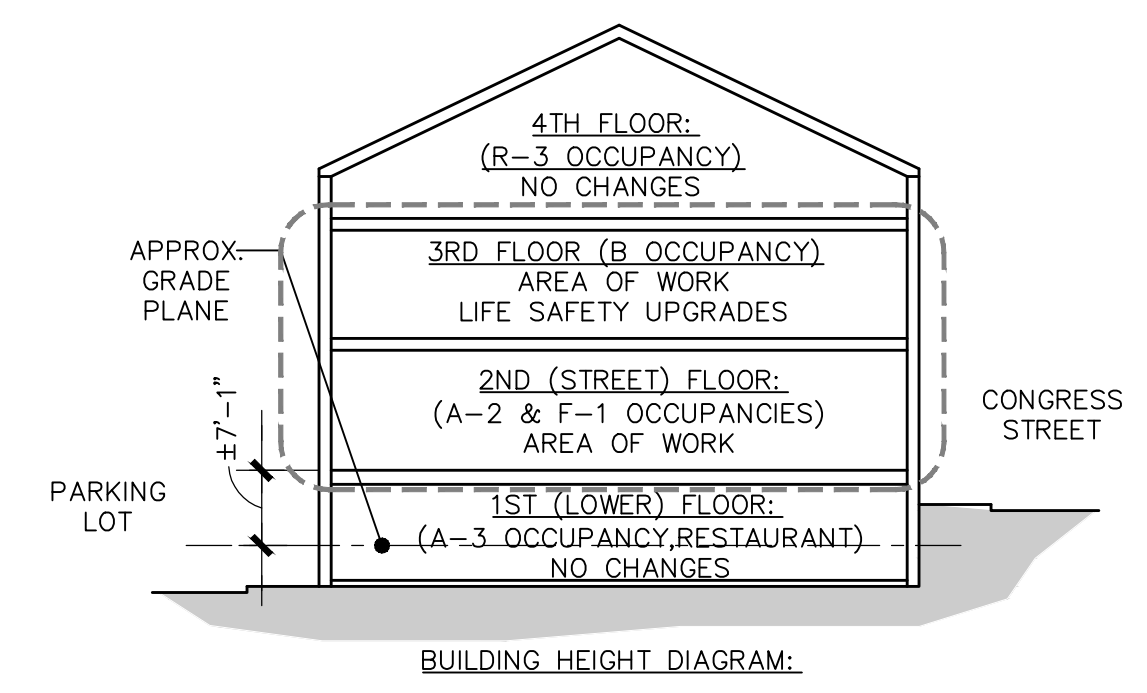 4TH FLOOR:
(R-3 OCCUPANCY)
NO CHANGES
APPROX.
GRADE
PLANE
3RD FLOOR (B OCCUPANCY)
AREA OF WORK
LIFE SAFETY UPGRADES
2ND (STREET) FLOOR:
(A-2 & F-1 OCCUPANCIES)
AREA OF WORK
±7'-1"
CONGRESS
STREET
PARKING
LOT
1ST (LOWER) FLOOR:
(A-3 OCCUPANCY,RESTAURANT)
NO CHANGES
BUILDING HEIGHT DIAGRAM: